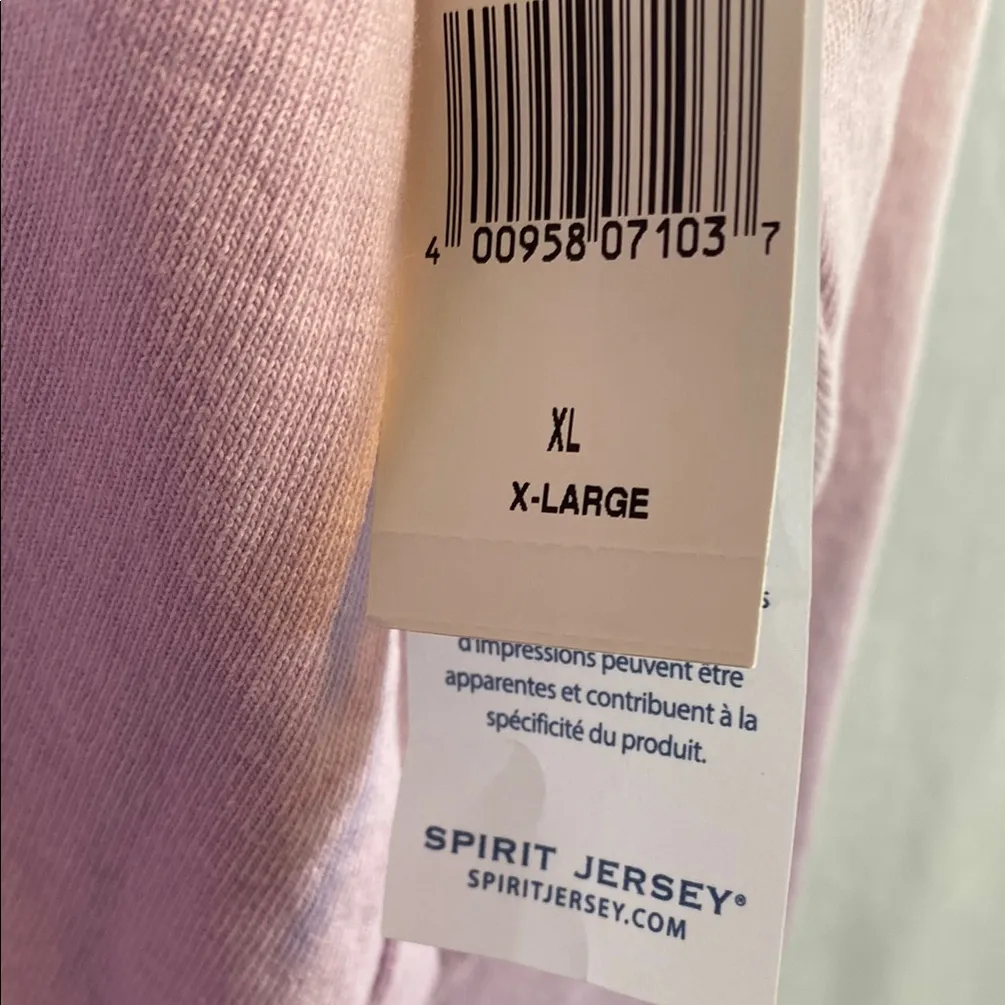 4 00958 07103 7
XL
X-LARGE
d'impressions peuvent être
apparentes et contribuent à la
spécificité du produit.
SPIRIT JERSEY®
SPIRITJERSEY.COM